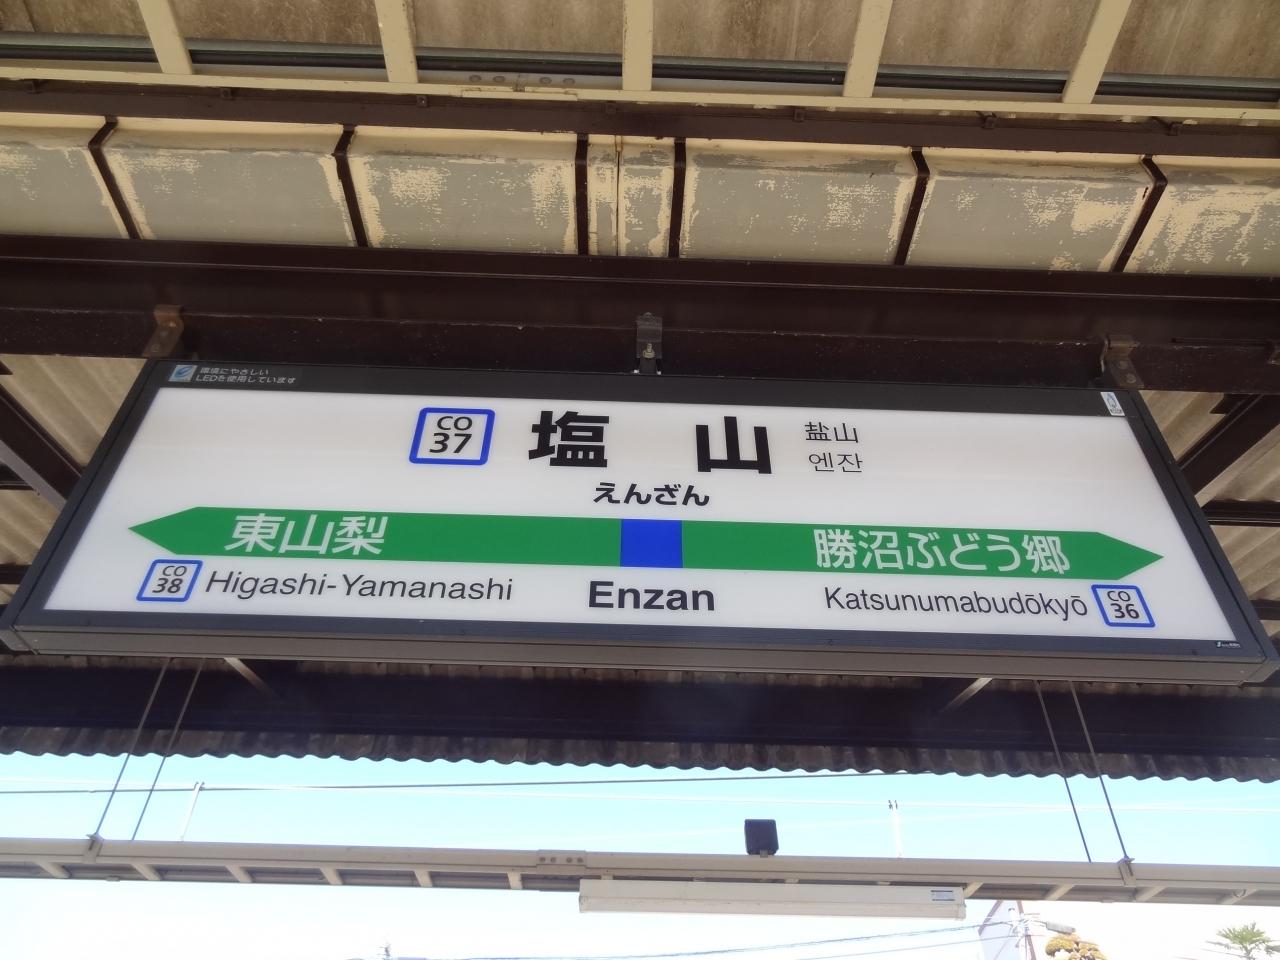 環境にやさしい
LEDを使用しています
CO
37
塩山
盐山
엔잔
えんざん
東山梨
勝沼ぶどう郷
CO
38
Higashi-Yamanashi
Enzan
Katsunumabudōkyō
CO
36